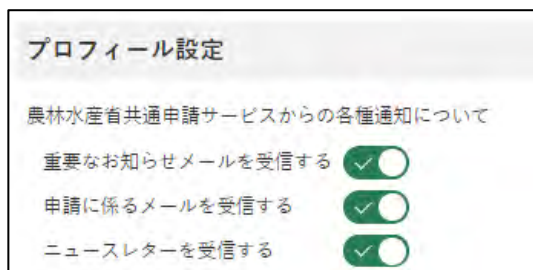 プロフィール設定
農林水産省共通申請サービスからの各種通知について
重要なお知らせメールを受信する
申請に係るメールを受信する
ニュースレターを受信する